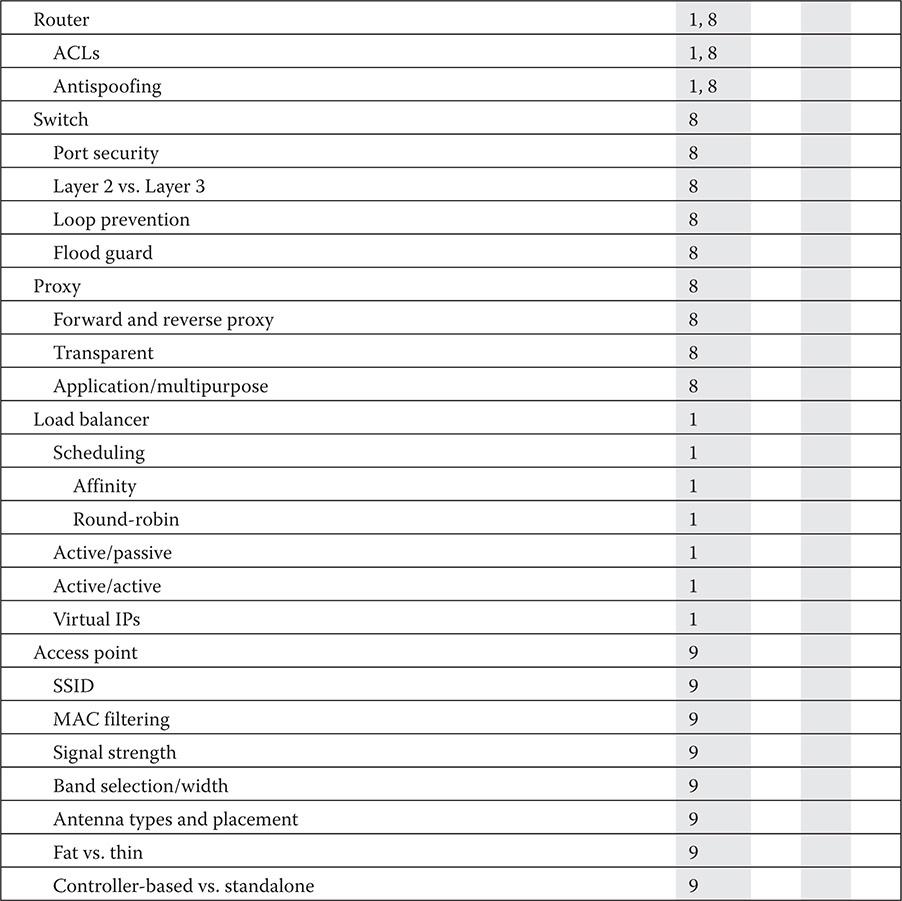 Router 1, 8
ACLs 1, 8
Antispoofing 1, 8
Switch 8
Port security 8
Layer 2 vs. Layer 3 8
Loop prevention 8
Flood guard 8
Proxy 8
Forward and reverse proxy 8
Transparent 8
Application/multipurpose 8
Load balancer 1
Scheduling 1
Affinity 1
Round-robin 1
Active/passive 1
Active/active 1
Virtual IPs 1
Access point 9
SSID 9
MAC filtering 9
Signal strength 9
Band selection/width 9
Antenna types and placement 9
Fat vs. thin 9
Controller-based vs. standalone 9